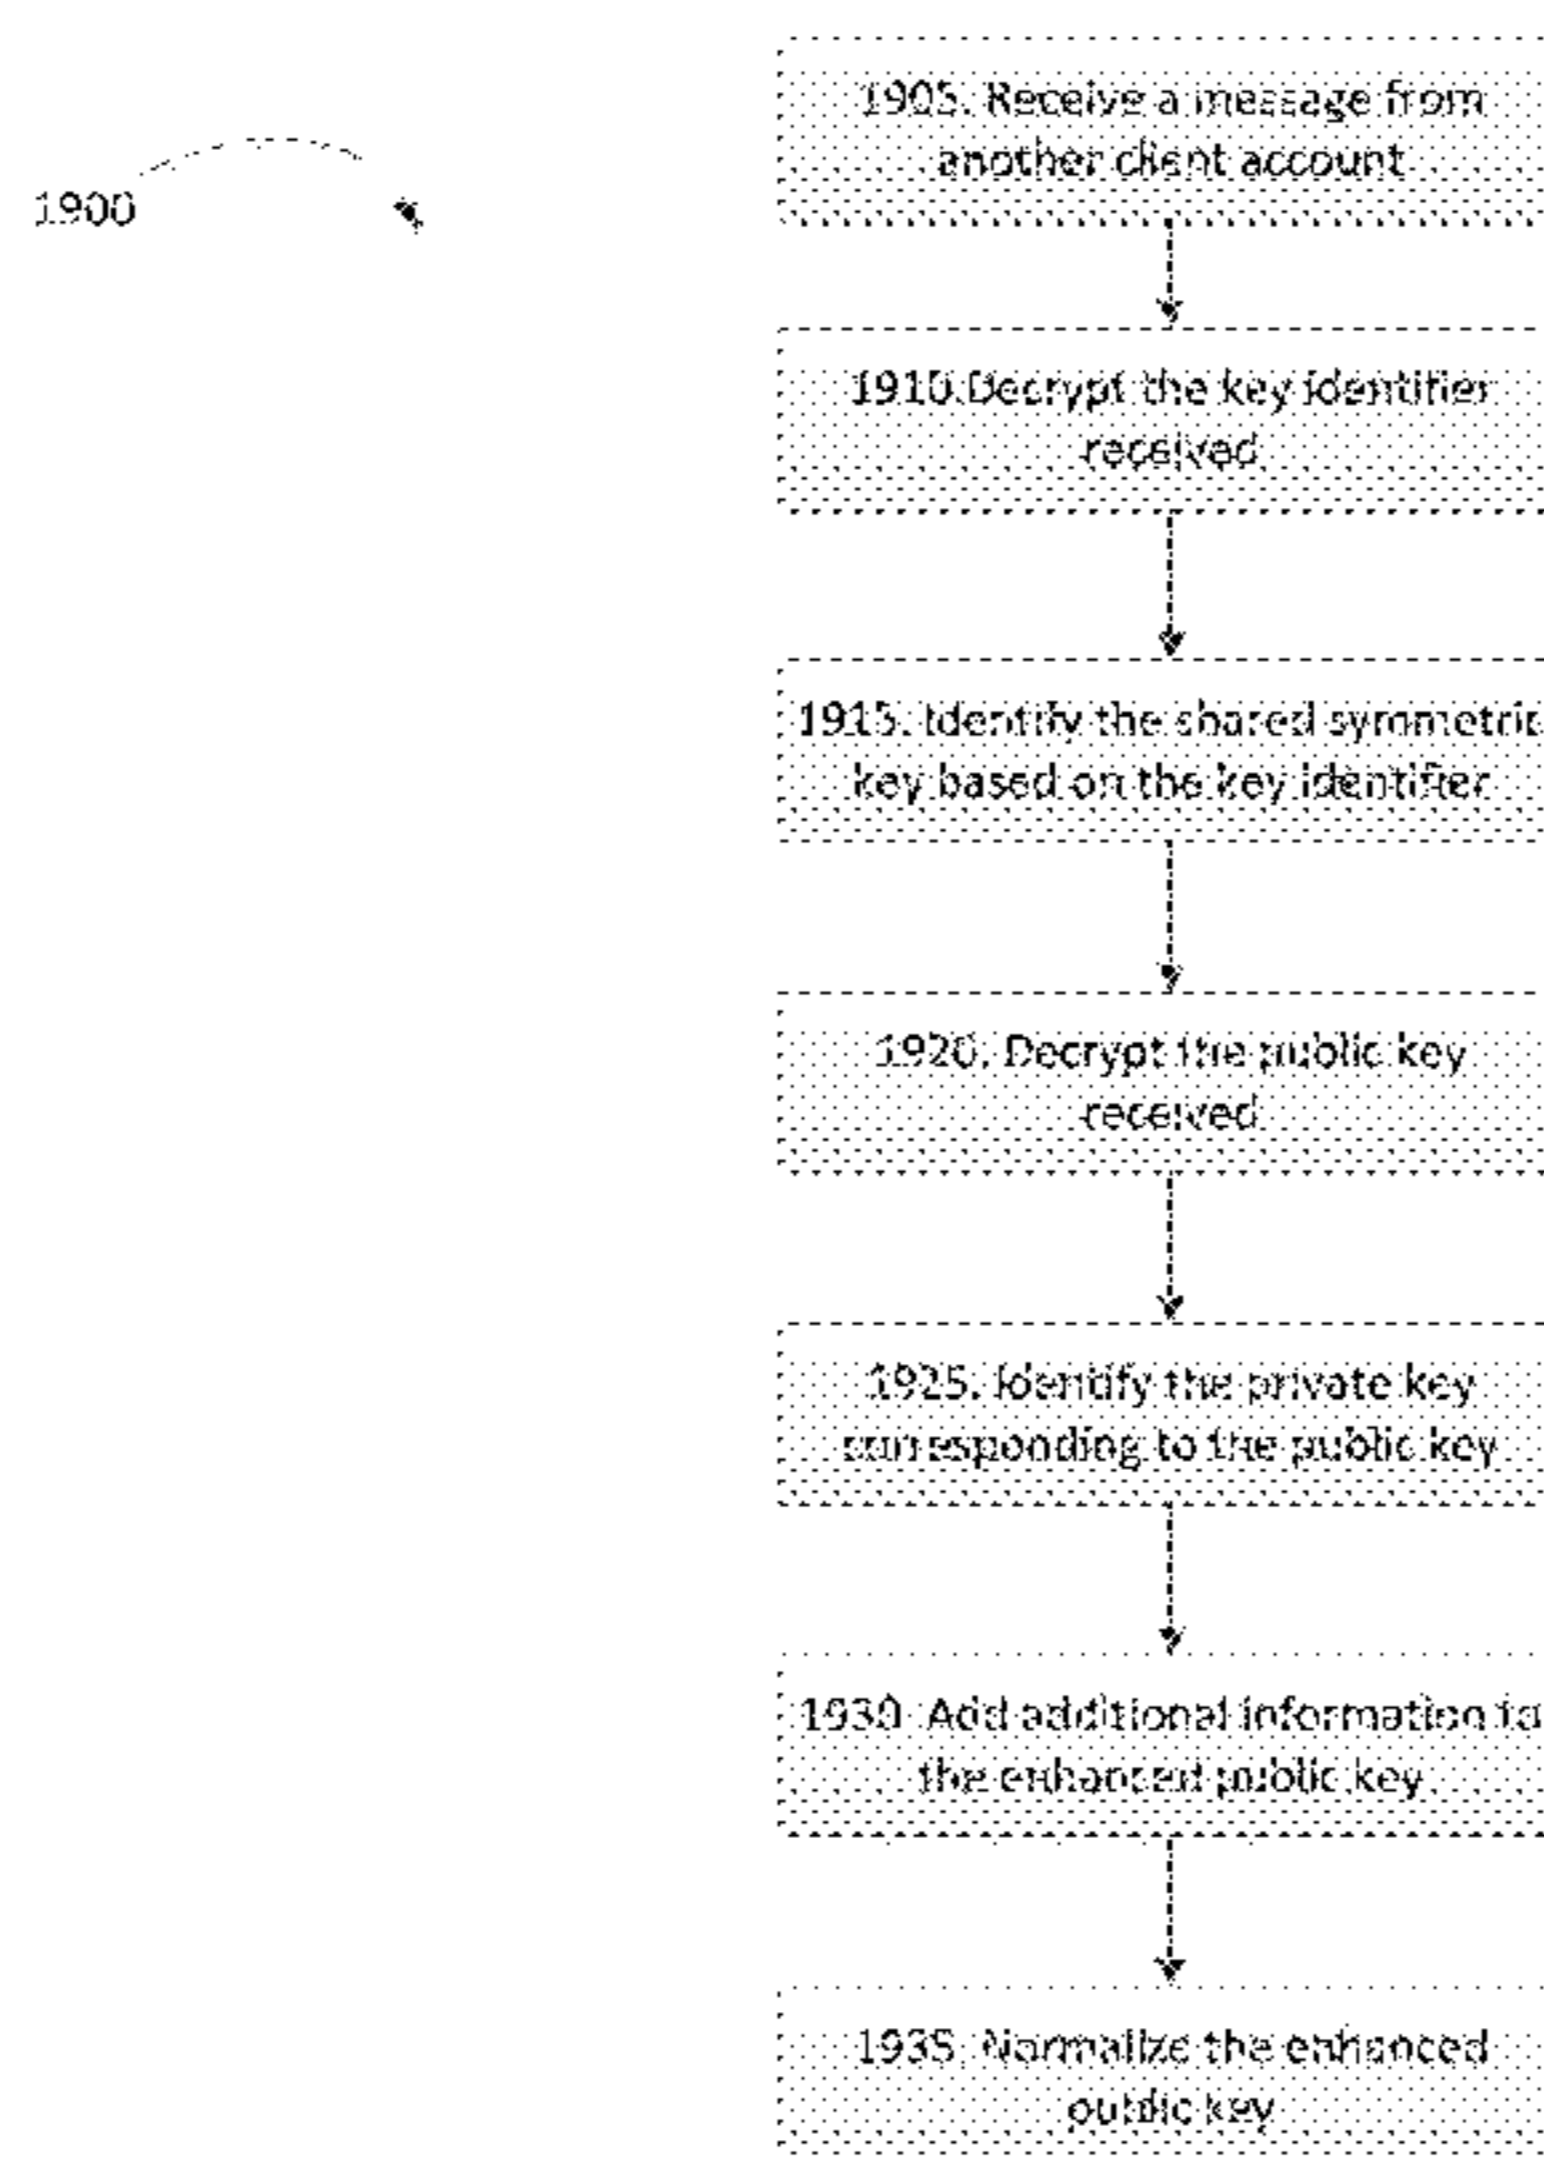 1905. Receive a message from
another client account
1900
1910.Decrypt the key identifier
received
1915. Identify the shared symmetric
key based on the key identifier
1920. Decrypt the public key
received
1925. Identify the private key
corresponding to the public key
1930. Add additional information to
the enhanced public key
1935. Normalize the enhanced
public key